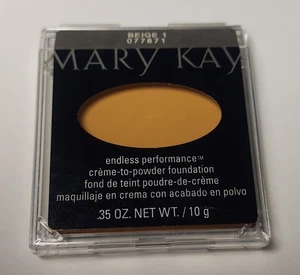 BEIGE 1
077871
MARY KAY
endless performance™
crème-to-powder foundation
fond de teint poudre-de-crème
maquillaje en crema con acabado en polvo
.35 OZ. NET WT. / 10 g